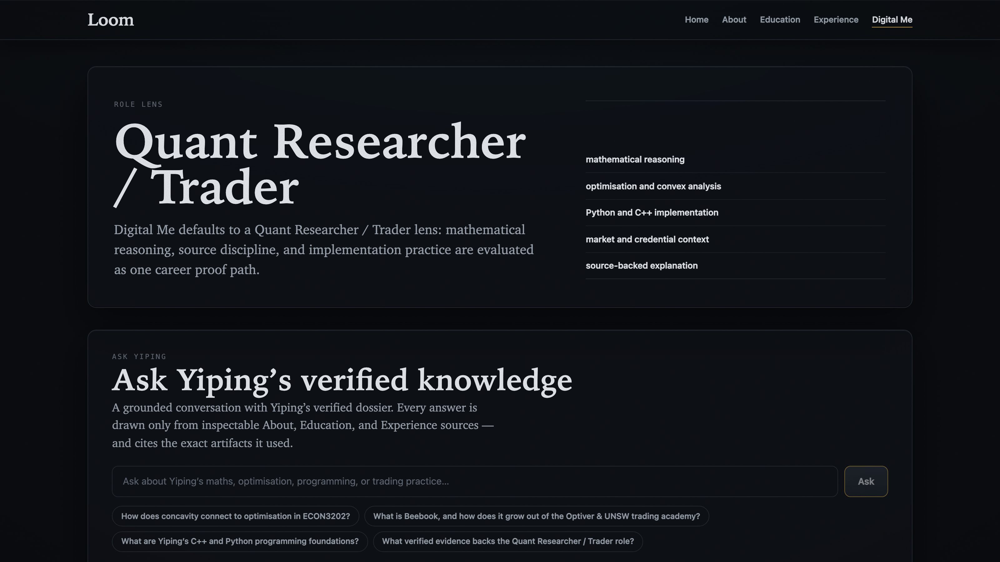 Loom
Home
About
Education
Experience
Digital Me
ROLE LENS
Quant Researcher
/ Trader
Digital Me defaults to a Quant Researcher / Trader lens: mathematical
reasoning, source discipline, and implementation practice are evaluated
as one career proof path.
mathematical reasoning
optimisation and convex analysis
Python and C++ implementation
market and credential context
source-backed explanation
ASK YIPING
Ask Yiping’s verified knowledge
A grounded conversation with Yiping’s verified dossier. Every answer is
drawn only from inspectable About, Education, and Experience sources —
and cites the exact artifacts it used.
Ask about Yiping’s maths, optimisation, programming, or trading practice…
Ask
How does concavity connect to optimisation in ECON3202?
What is Beebook, and how does it grow out of the Optiver & UNSW trading academy?
What are Yiping’s C++ and Python programming foundations?
What verified evidence backs the Quant Researcher / Trader role?